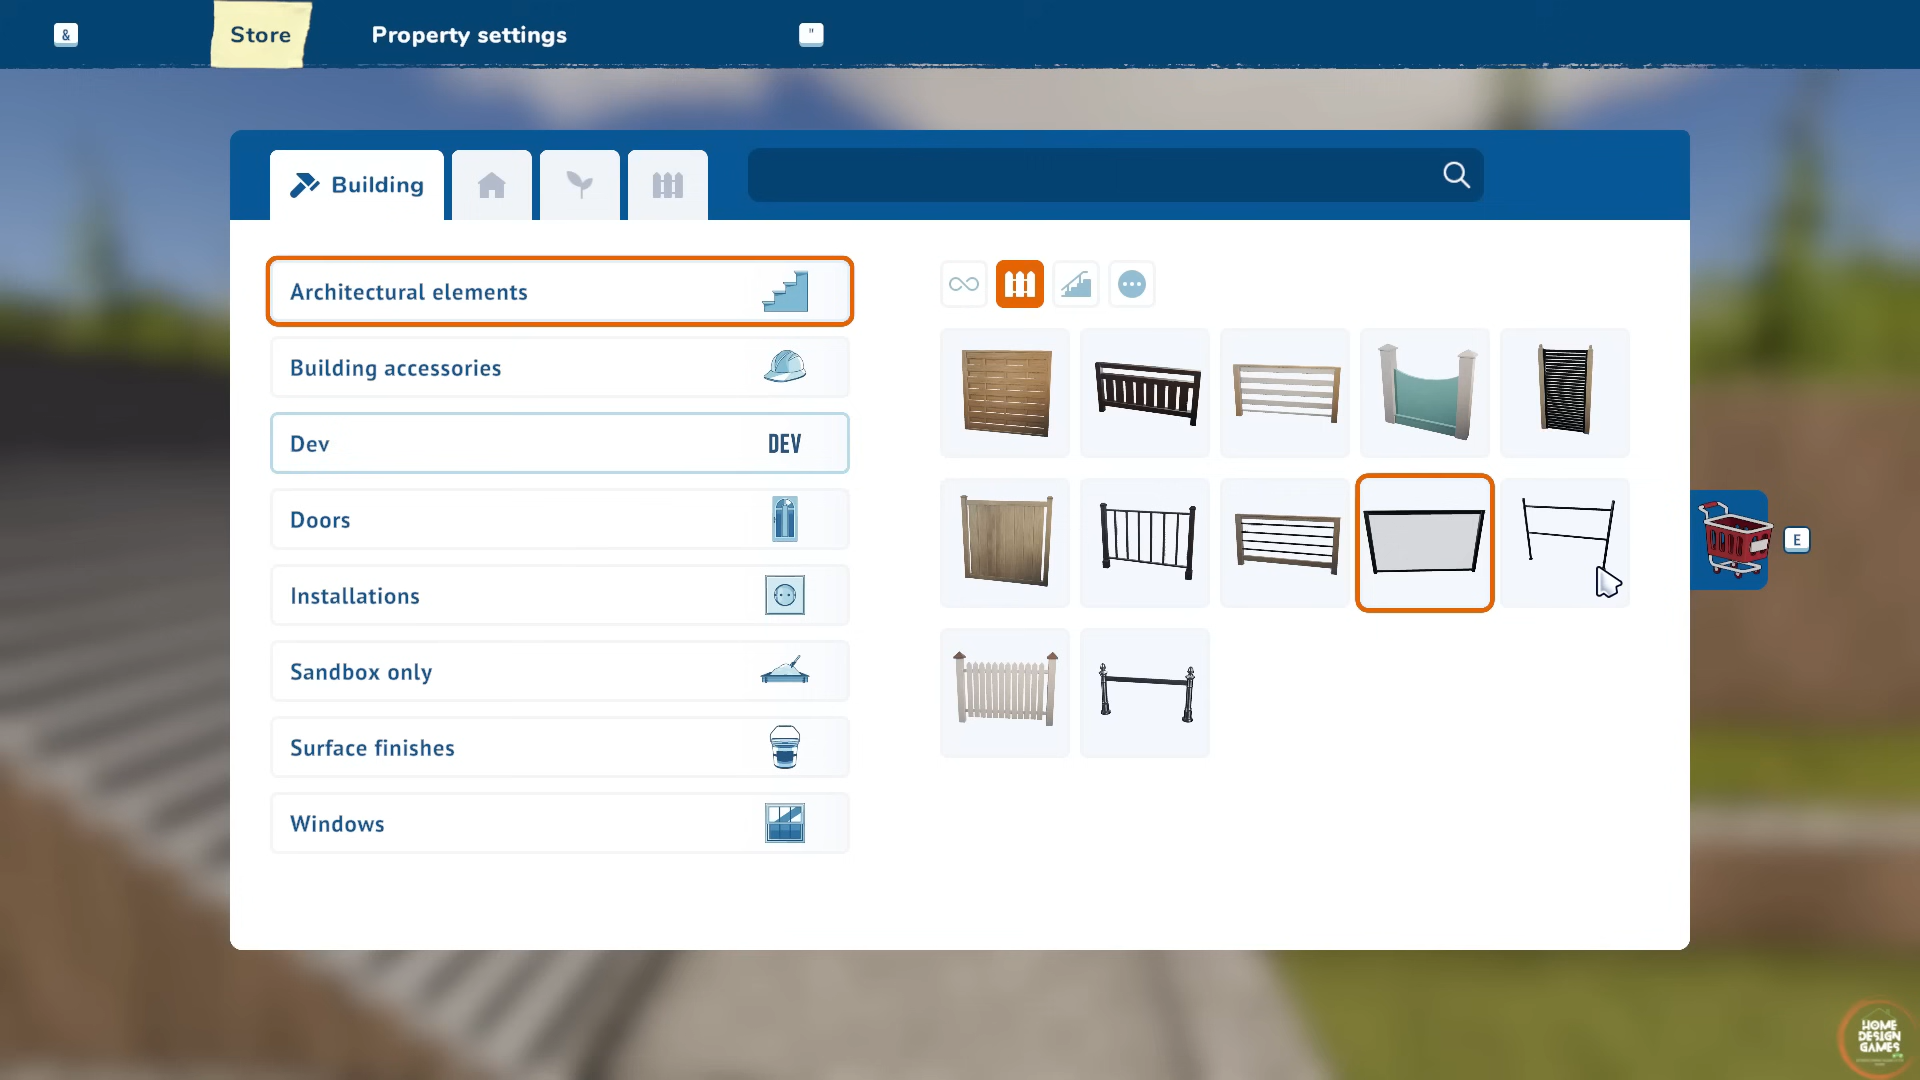 &
Store
Property settings
"
Building
Architectural elements
Building accessories
Dev
DEV
Doors
Installations
Sandbox only
Surface finishes
Windows
E
HOME
DESIGN
GAMES